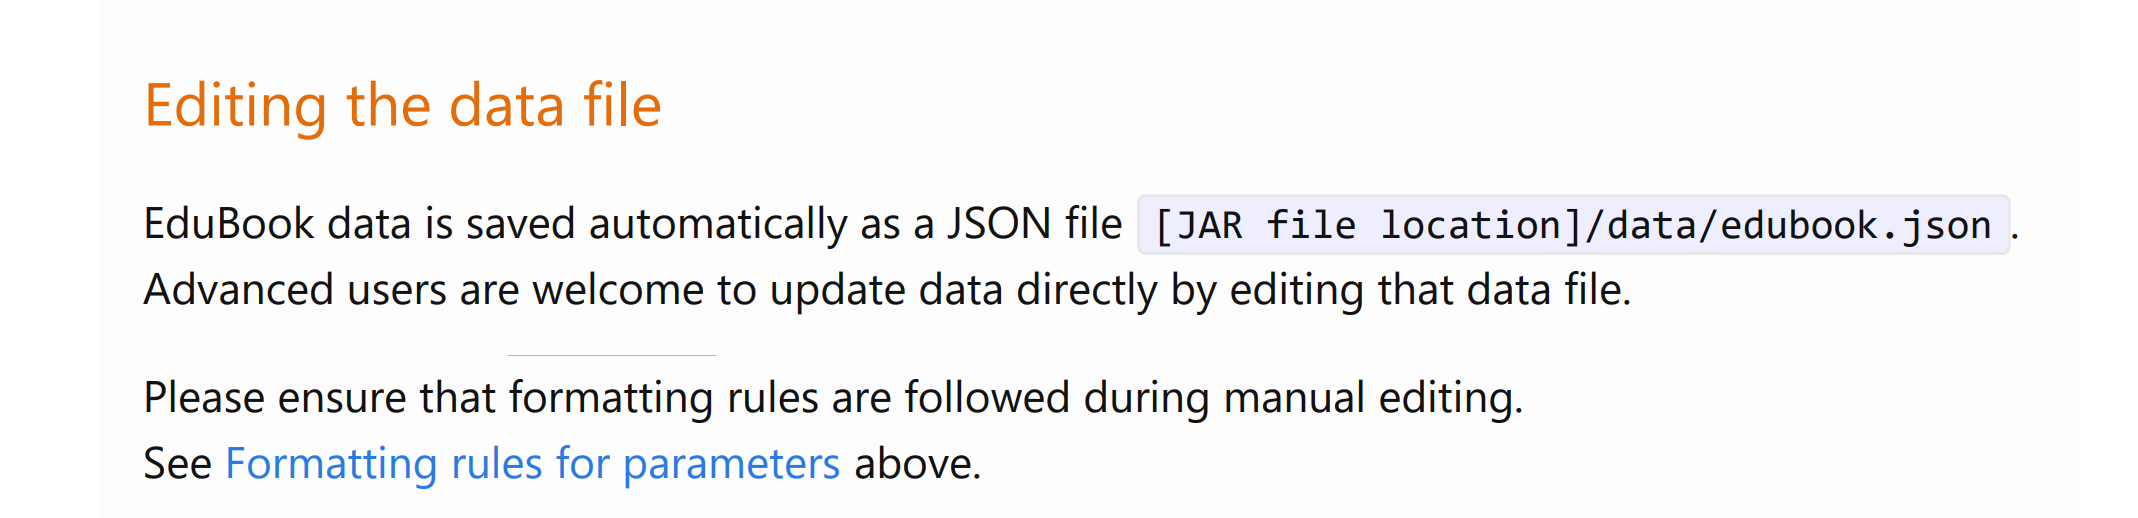 Editing the data file
EduBook data is saved automatically as a JSON file [JAR file location]/data/edubook.json.
Advanced users are welcome to update data directly by editing that data file.
Please ensure that formatting rules are followed during manual editing.
See Formatting rules for parameters above.